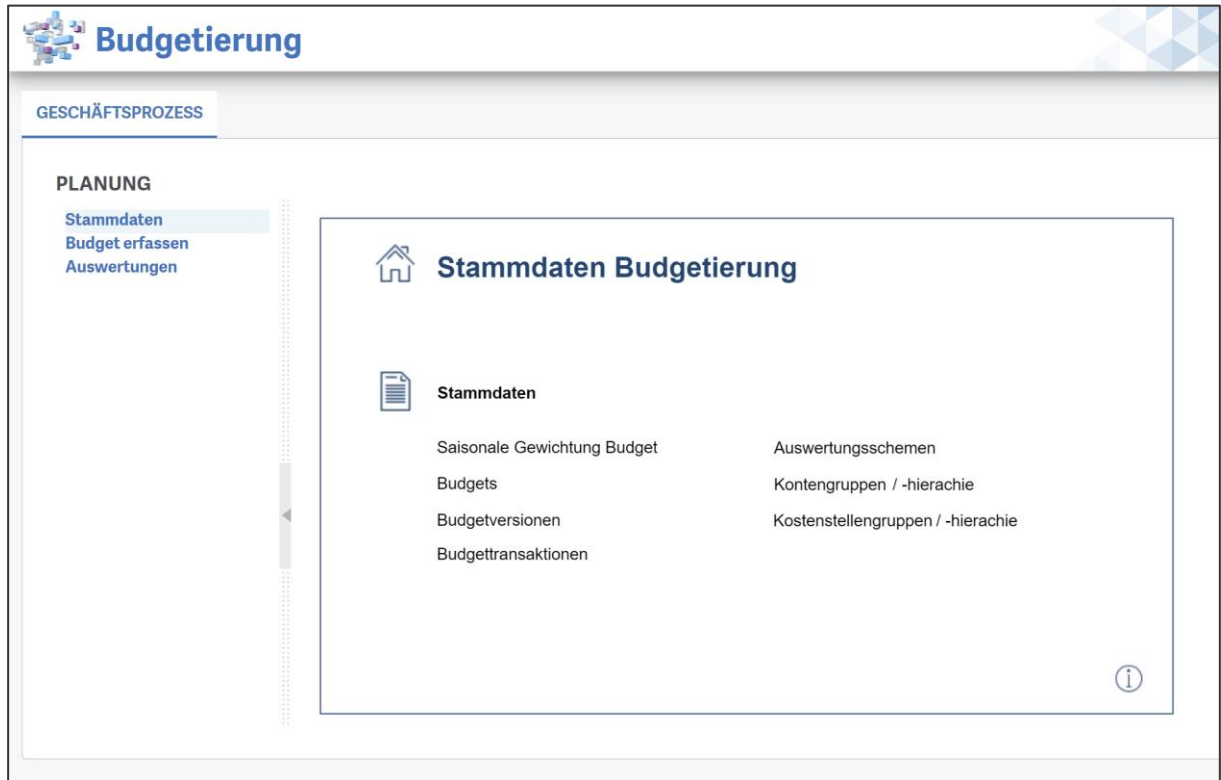 Budgetierung
GESCHÄFTSPROZESS
PLANUNG
Stammdaten
Budget erfassen
Auswertungen
Stammdaten Budgetierung
Stammdaten
Saisonale Gewichtung Budget
Budgets
Budgetversionen
Budgettransaktionen
Auswertungsschemen
Kontengruppen / -hierachie
Kostenstellengruppen / -hierachie